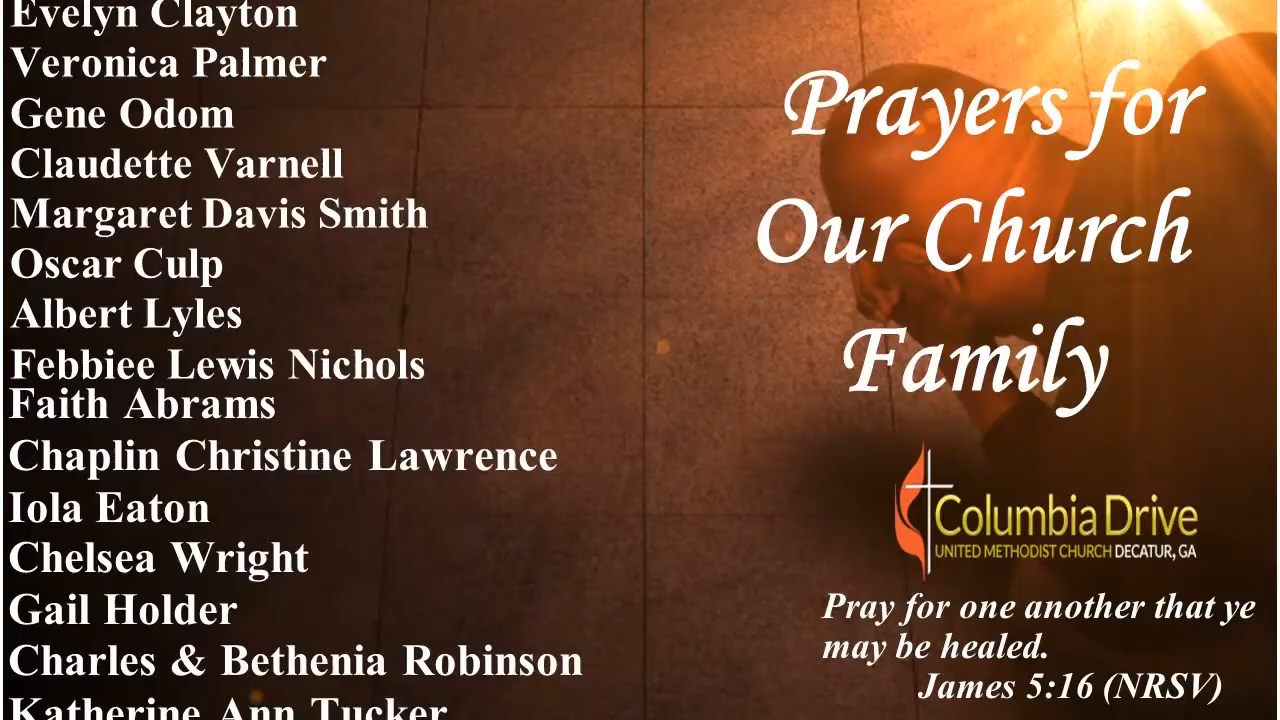 Evelyn Clayton
Veronica Palmer
Gene Odom
Claudette Varnell
Margaret Davis Smith
Oscar Culp
Albert Lyles
Febbiee Lewis Nichols
Faith Abrams
Chaplin Christine Lawrence
Iola Eaton
Chelsea Wright
Gail Holder
Charles & Bethenia Robinson
Katherine Ann Tucker
Prayers for
Our Church
Family
Columbia Drive
UNITED METHODIST CHURCH DECATUR, GA
Pray for one another that ye
may be healed.
James 5:16 (NRSV)